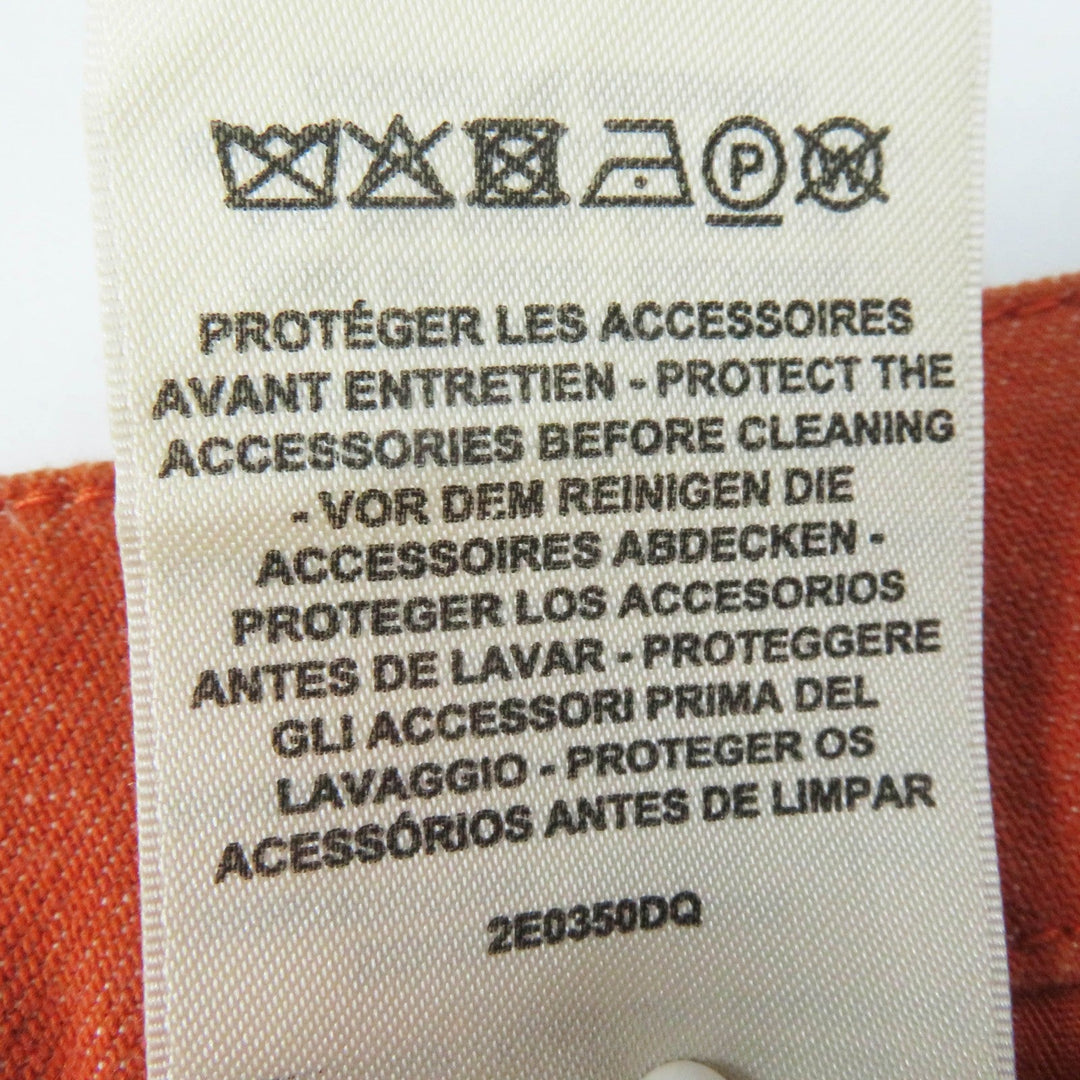 P W
PROTÉGER LES ACCESSOIRES
AVANT ENTRETIEN - PROTECT THE
ACCESSORIES BEFORE CLEANING
- VOR DEM REINIGEN DIE
ACCESSOIRES ABDECKEN -
PROTEGER LOS ACCESORIOS
ANTES DE LAVAR - PROTEGGERE
GLI ACCESSORI PRIMA DEL
LAVAGGIO - PROTEGER OS
ACESSÓRIOS ANTES DE LIMPAR
2E0350DQ